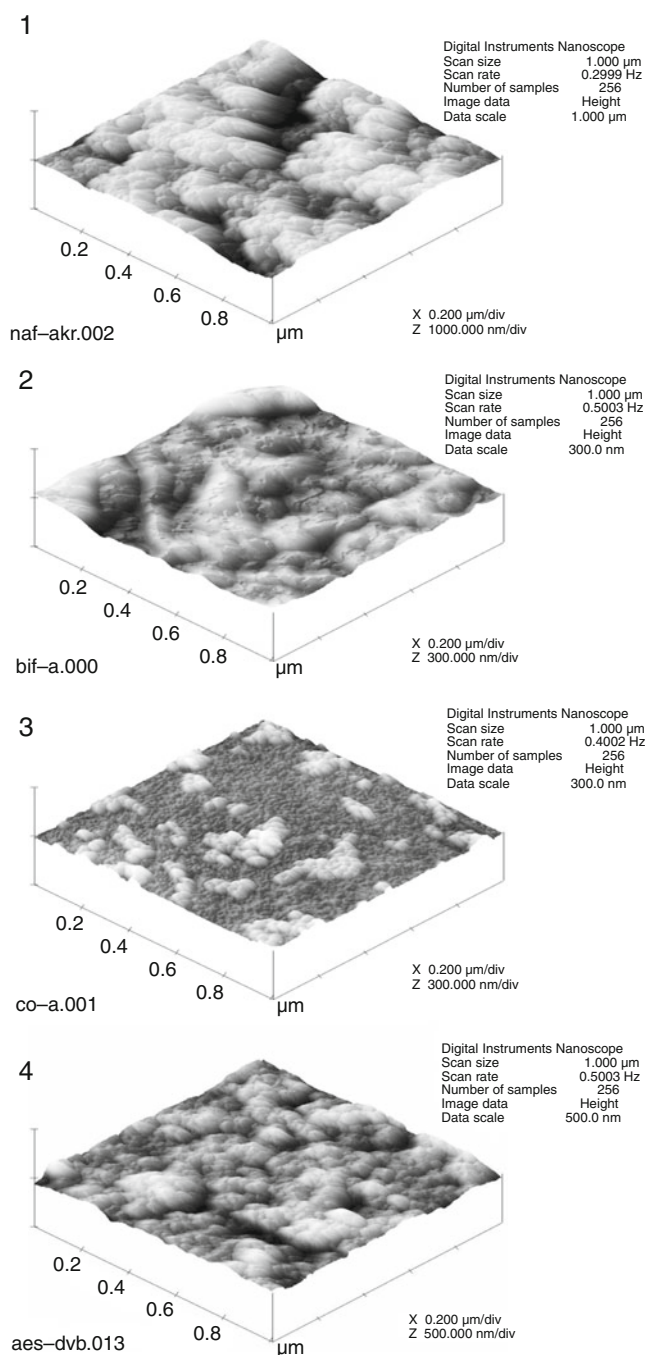 1
Digital Instruments Nanoscope
Scan size 1.000 µm
Scan rate 0.2999 Hz
Number of samples 256
Image data Height
Data scale 1.000 µm
0.2
0.4
0.6
0.8
µm
X 0.200 µm/div
Z 1000.000 nm/div
naf–akr.002
2
Digital Instruments Nanoscope
Scan size 1.000 µm
Scan rate 0.5003 Hz
Number of samples 256
Image data Height
Data scale 300.0 nm
0.2
0.4
0.6
0.8
µm
X 0.200 µm/div
Z 300.000 nm/div
bif–a.000
3
Digital Instruments Nanoscope
Scan size 1.000 µm
Scan rate 0.4002 Hz
Number of samples 256
Image data Height
Data scale 300.0 nm
0.2
0.4
0.6
0.8
µm
X 0.200 µm/div
Z 300.000 nm/div
co–a.001
4
Digital Instruments Nanoscope
Scan size 1.000 µm
Scan rate 0.5003 Hz
Number of samples 256
Image data Height
Data scale 500.0 nm
0.2
0.4
0.6
0.8
µm
X 0.200 µm/div
Z 500.000 nm/div
aes–dvb.013